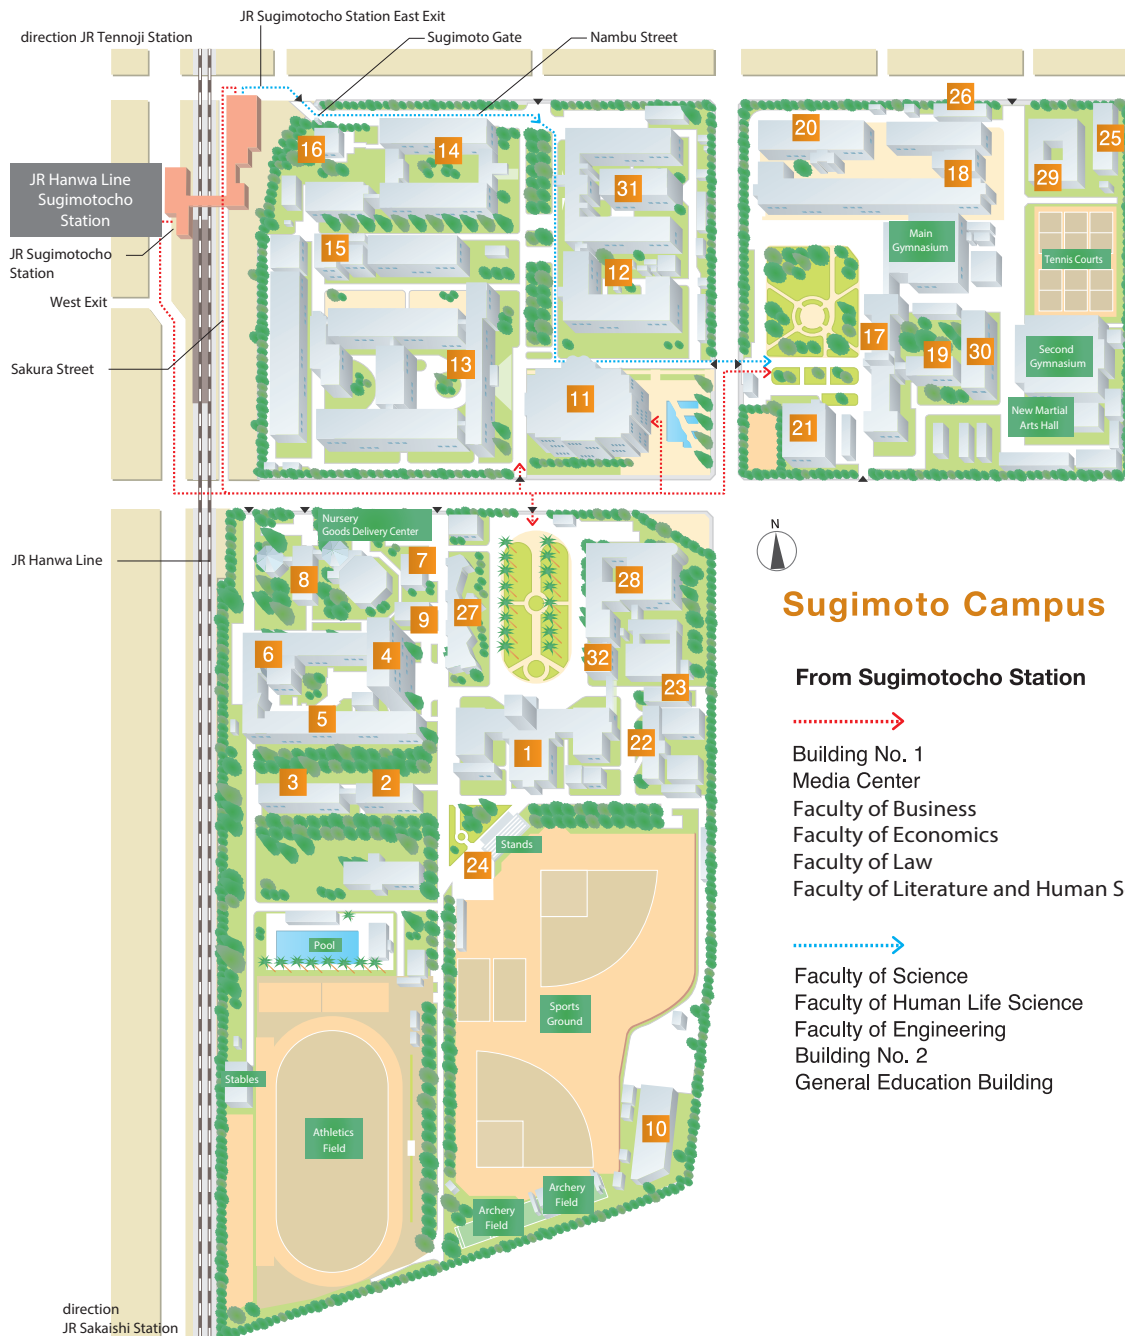 JR Sugimotocho Station East Exit
direction JR Tennoji Station
Sugimoto Gate
Nambu Street
JR Hanwa Line
Sugimotocho
Station
JR Sugimotocho
Station
West Exit
Sakura Street
JR Hanwa Line
direction
JR Sakaishi Station
16
14
15
13
31
12
11
20
26
25
18
29
Main
Gymnasium
Tennis Courts
17
19
30
Second
Gymnasium
21
New Martial
Arts Hall
Nursery
Goods Delivery Center
8
7
9
27
28
6
4
32
5
23
22
1
3
2
Stands
24
Pool
Sports
Ground
Stables
Athletics
Field
10
Archery
Field
Archery
Field
N
Sugimoto Campus
From Sugimotocho Station
Building No. 1
Media Center
Faculty of Business
Faculty of Economics
Faculty of Law
Faculty of Literature and Human S
Faculty of Science
Faculty of Human Life Science
Faculty of Engineering
Building No. 2
General Education Building